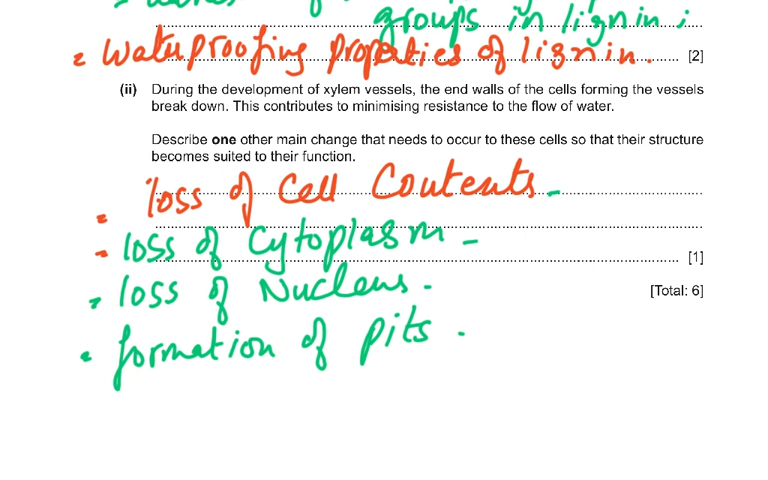 groups in lignin ;
Waterproofing properties of lignin. [2]
(ii) During the development of xylem vessels, the end walls of the cells forming the vessels
break down. This contributes to minimising resistance to the flow of water.
Describe one other main change that needs to occur to these cells so that their structure
becomes suited to their function.
loss of Cell Contents -
- loss of Cytoplasm - [1]
loss of Nucleus. [Total: 6]
• formation of pits .